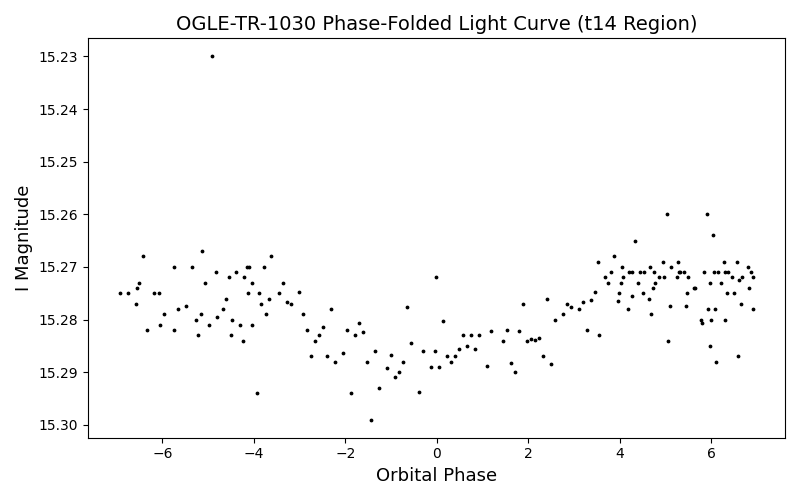 OGLE-TR-1030 Phase-Folded Light Curve (t14 Region)
15.23
15.24
15.25
15.26
15.27
15.28
15.29
15.30
I Magnitude
−6 −4 −2 0 2 4 6
Orbital Phase